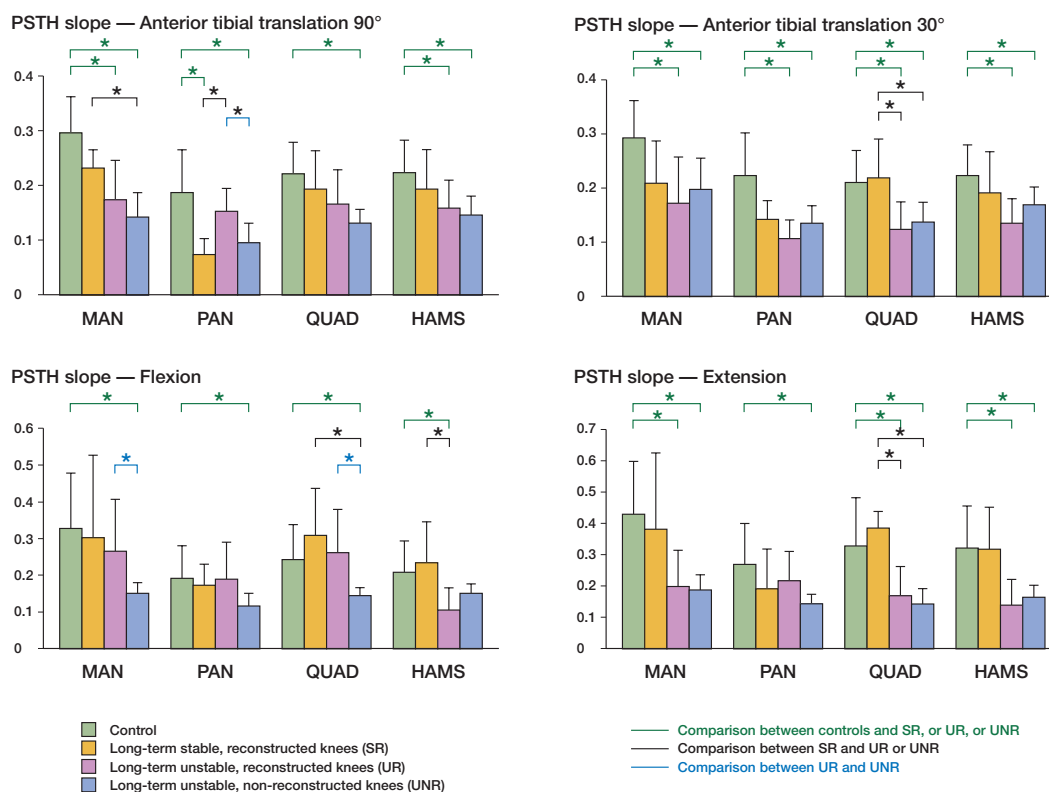 PSTH slope — Anterior tibial translation 90°
* * * *
* *
*
* *
*
0.4
0.3
0.2
0.1
0
MAN PAN QUAD HAMS
PSTH slope — Anterior tibial translation 30°
* * * *
* * * *
*
*
0.4
0.3
0.2
0.1
0
MAN PAN QUAD HAMS
PSTH slope — Flexion
* * *
*
* *
* *
0.6
0.5
0.4
0.3
0.2
0.1
0
MAN PAN QUAD HAMS
PSTH slope — Extension
* * * *
* * *
*
*
0.7
0.6
0.5
0.4
0.3
0.2
0.1
0
MAN PAN QUAD HAMS
Control
Long-term stable, reconstructed knees (SR)
Long-term unstable, reconstructed knees (UR)
Long-term unstable, non-reconstructed knees (UNR)
Comparison between controls and SR, or UR, or UNR
Comparison between SR and UR or UNR
Comparison between UR and UNR